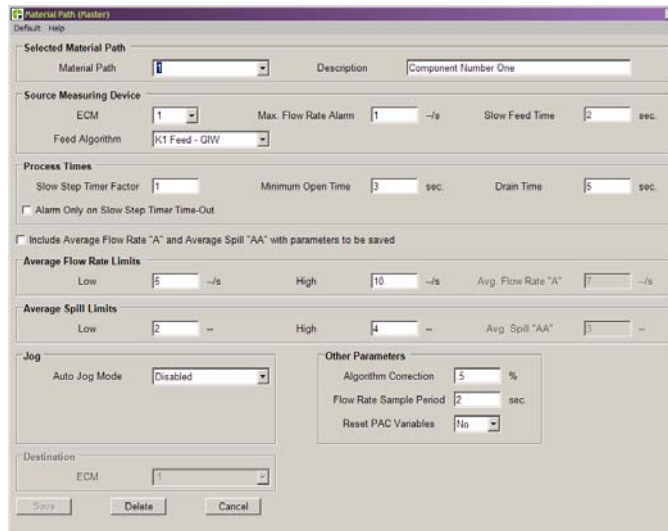 Material Path (Master)
Default Help
Selected Material Path
Material Path 1 Description Component Number One
Source Measuring Device
ECM 1 Max. Flow Rate Alarm 1 --/s Slow Feed Time 2 sec.
Feed Algorithm K1 Feed - GIW
Process Times
Slow Step Timer Factor 1 Minimum Open Time 3 sec. Drain Time 5 sec.
Alarm Only on Slow Step Timer Time-Out
Include Average Flow Rate "A" and Average Spill "AA" with parameters to be saved
Average Flow Rate Limits
Low 5 --/s High 10 --/s Avg. Flow Rate "A" 7 --/s
Average Spill Limits
Low 2 -- High 4 -- Avg. Spill "AA" 3 --
Jog
Auto Jog Mode Disabled
Other Parameters
Algorithm Correction .5 %
Flow Rate Sample Period 2 sec.
Reset PAC Variables No
Destination
ECM 1
Save Delete Cancel